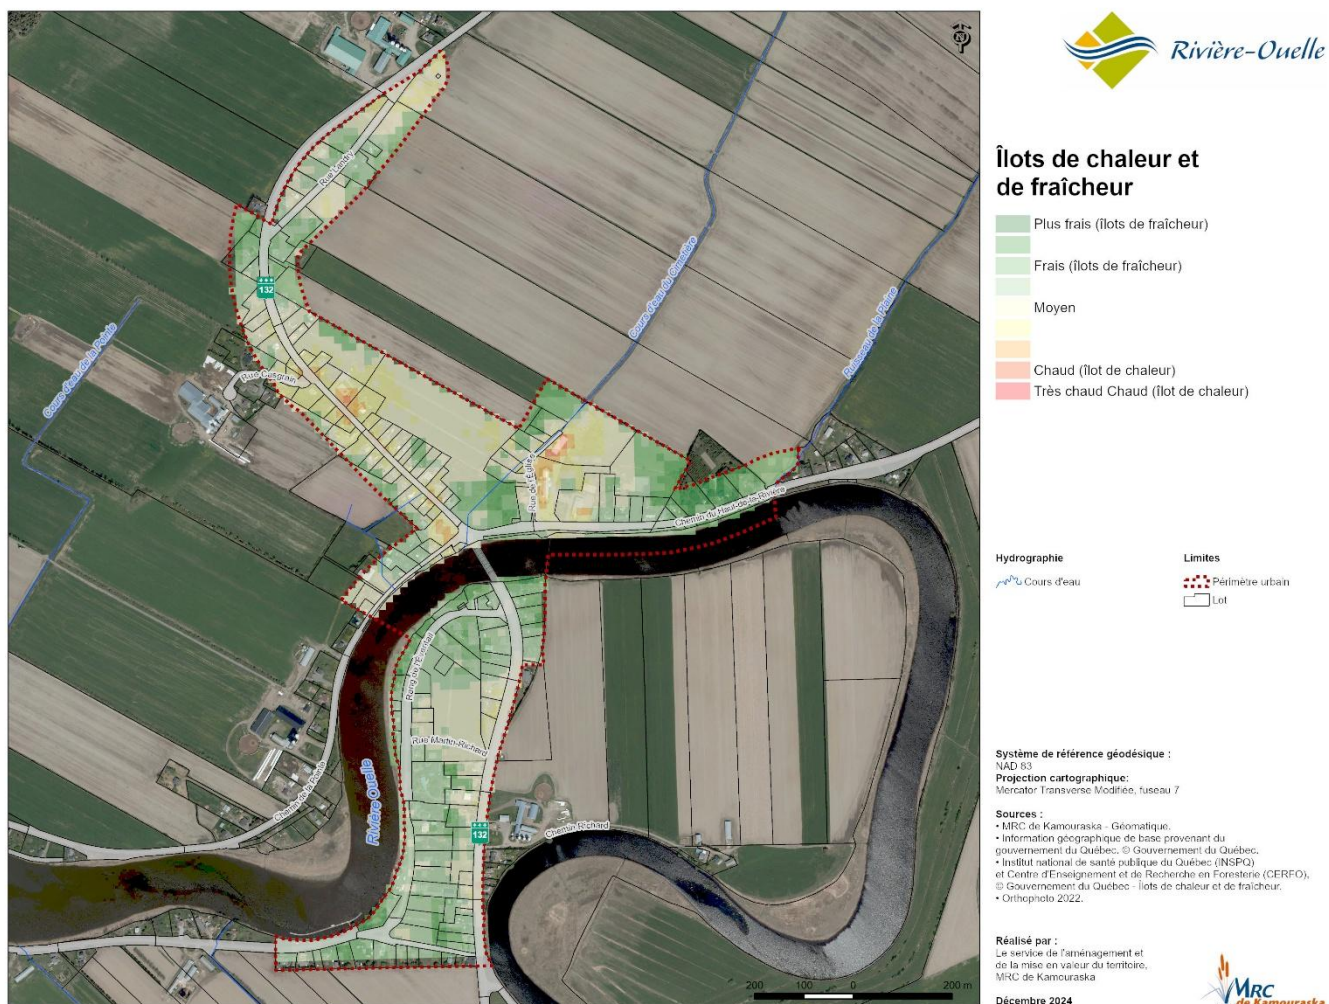 N
Rivière-Ouelle
Îlots de chaleur et
de fraîcheur
Plus frais (îlots de fraîcheur)
Frais (îlots de fraîcheur)
Moyen
Chaud (îlot de chaleur)
Très chaud Chaud (îlot de chaleur)
Rue Landry
132
Cours d'eau du Cimetière
Ruisseau de la Plaine
Cours d'eau de la Pointe
Rue Casgrain
Rue de l'Église
Chemin du Haut-de-la-Rivière
Rang de l'Éventail
Rue Martin-Richard
Chemin de la Pointe
Rivière Ouelle
132
Chemin Richard
200 100 0 200 m
Hydrographie
Cours d'eau
Limites
Périmètre urbain
Lot
Système de référence géodésique :
NAD 83
Projection cartographique:
Mercator Transverse Modifiée, fuseau 7
Sources :
• MRC de Kamouraska - Géomatique.
• Information géographique de base provenant du
gouvernement du Québec, © Gouvernement du Québec.
• Institut national de santé publique du Québec (INSPQ)
et Centre d'Enseignement et de Recherche en Foresterie (CERFO),
© Gouvernement du Québec - Îlots de chaleur et de fraîcheur.
• Orthophoto 2022.
Réalisé par :
Le service de l'aménagement et
de la mise en valeur du territoire,
MRC de Kamouraska
Décembre 2024
MRC
de Kamouraska